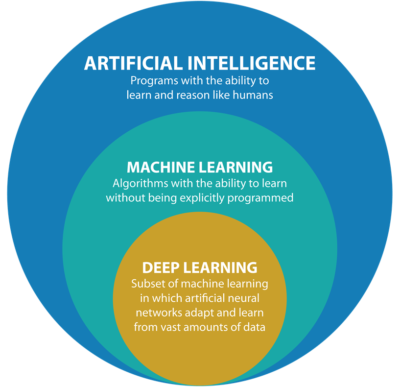 ARTIFICIAL INTELLIGENCE
Programs with the ability to
learn and reason like humans
MACHINE LEARNING
Algorithms with the ability to learn
without being explicitly programmed
DEEP LEARNING
Subset of machine learning
in which artificial neural
networks adapt and learn
from vast amounts of data